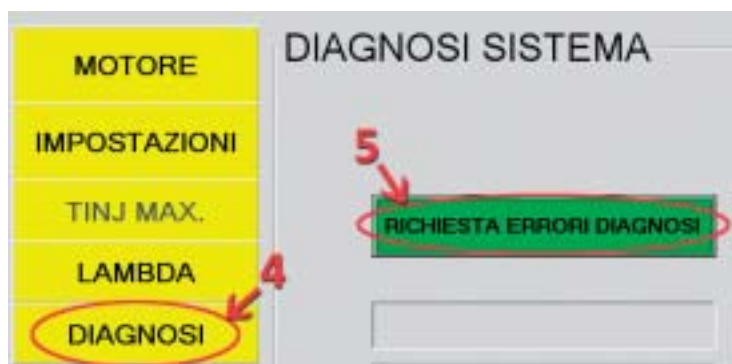 MOTORE
IMPOSTAZIONI
TINJ MAX.
LAMBDA
DIAGNOSI
4
DIAGNOSI SISTEMA
5
RICHIESTA ERRORI DIAGNOSI